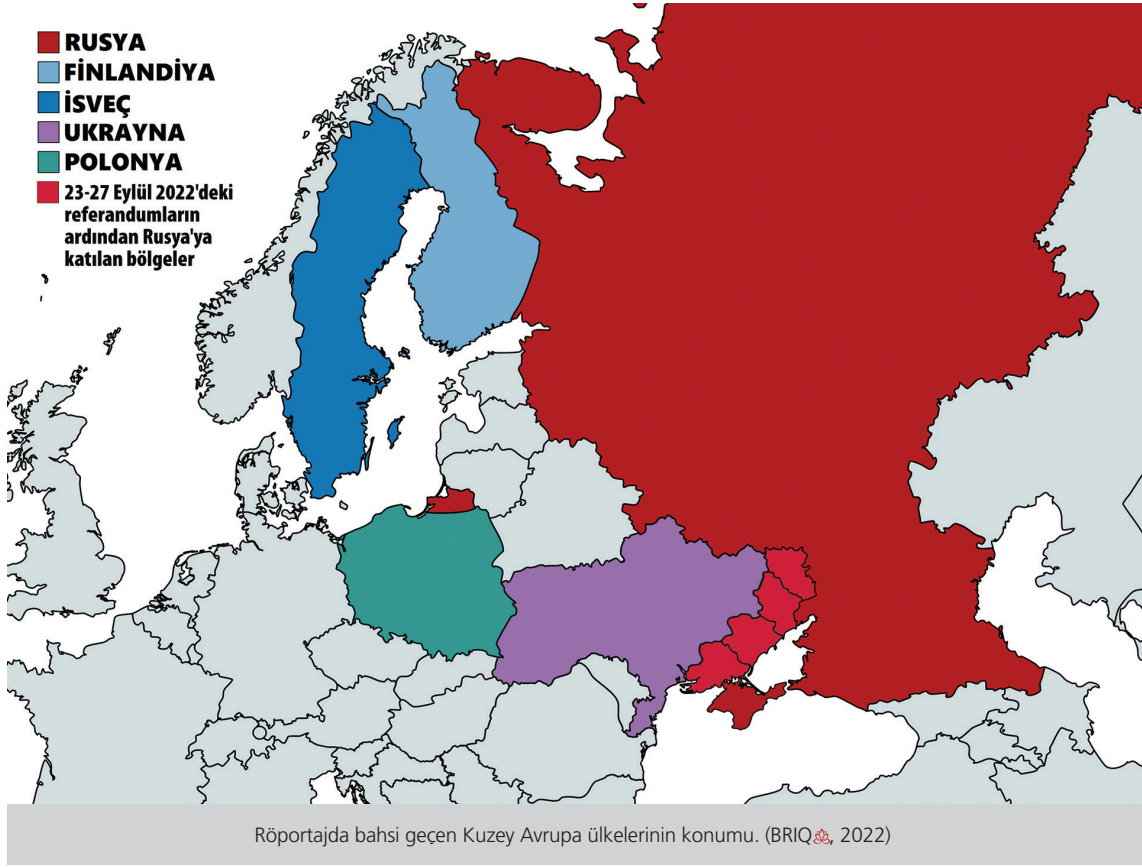 RUSYA
FİNLANDİYA
İSVEÇ
UKRAYNA
POLONYA
23-27 Eylül 2022'deki
referandumların
ardından Rusya'ya
katılan bölgeler
Röportajda bahsi geçen Kuzey Avrupa ülkelerinin konumu. (BRIQ, 2022)